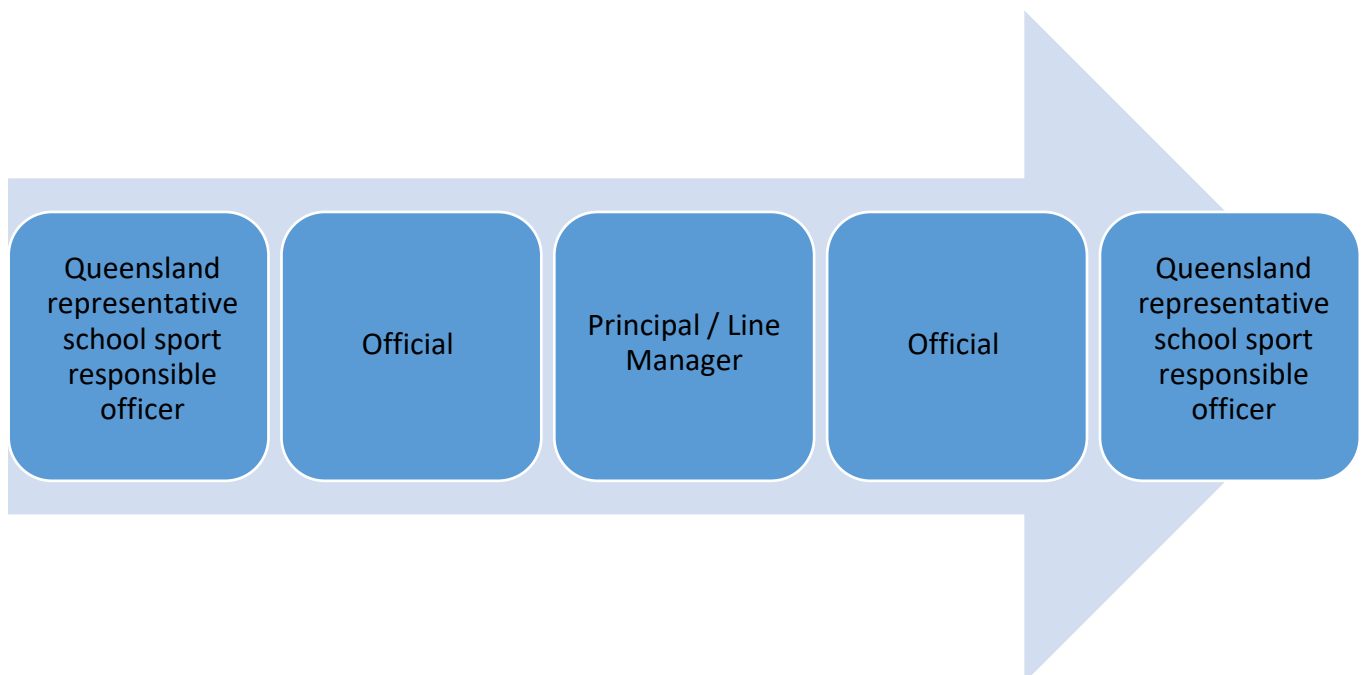 Queensland
representative
school sport
responsible
officer
Official
Principal / Line
Manager
Official
Queensland
representative
school sport
responsible
officer